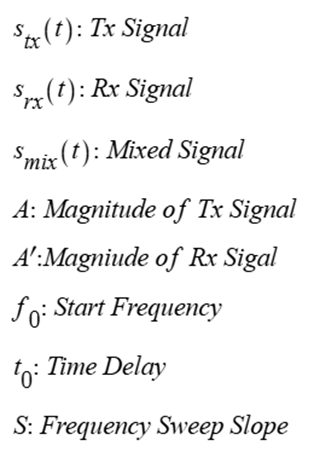 s_tx(t): Tx Signal
s_rx(t): Rx Signal
s_mix(t): Mixed Signal
A: Magnitude of Tx Signal
A′:Magniude of Rx Sigal
f_0: Start Frequency
t_0: Time Delay
S: Frequency Sweep Slope